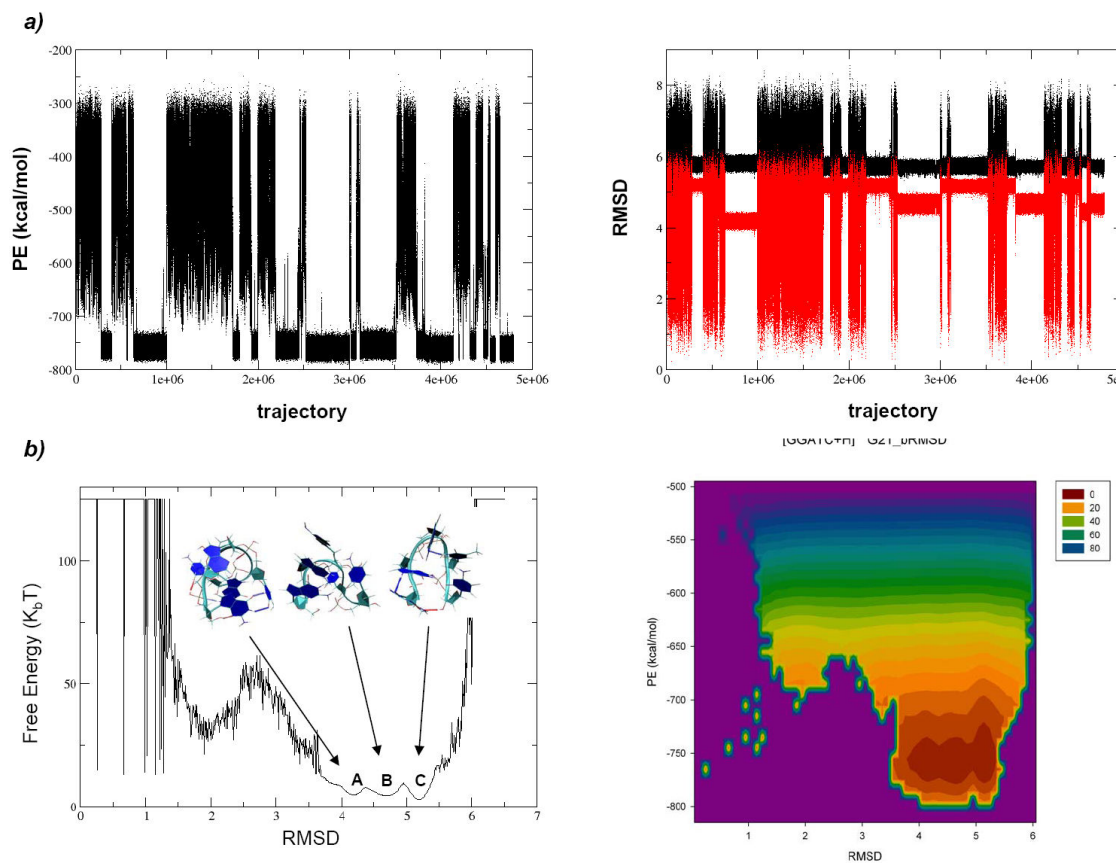 a)
-200
-300
-400
-500
-600
-700
-800
PE (kcal/mol)
0 1e+06 2e+06 3e+06 4e+06 5e+06
trajectory
8
6
4
2
0
RMSD
0 1e+06 2e+06 3e+06 4e+06 5e+
trajectory
b)
100
50
0
Free Energy (KbT)
A B C
0 1 2 3 4 5 6 7
RMSD
[GGATC+H] G21_bRMSD
-500
-550
-600
-650
-700
-750
-800
PE (kcal/mol)
1 2 3 4 5 6
RMSD
0
20
40
60
80